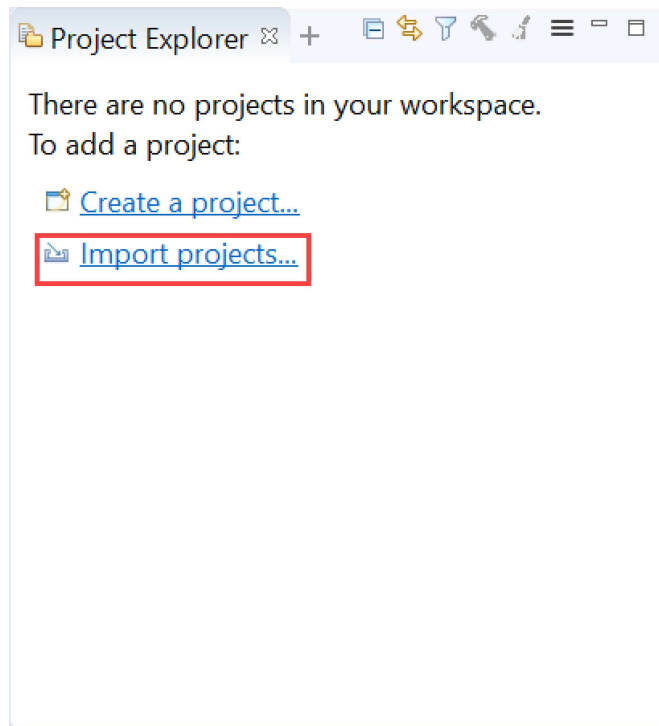 Project Explorer
There are no projects in your workspace.
To add a project:
Create a project...
Import projects...